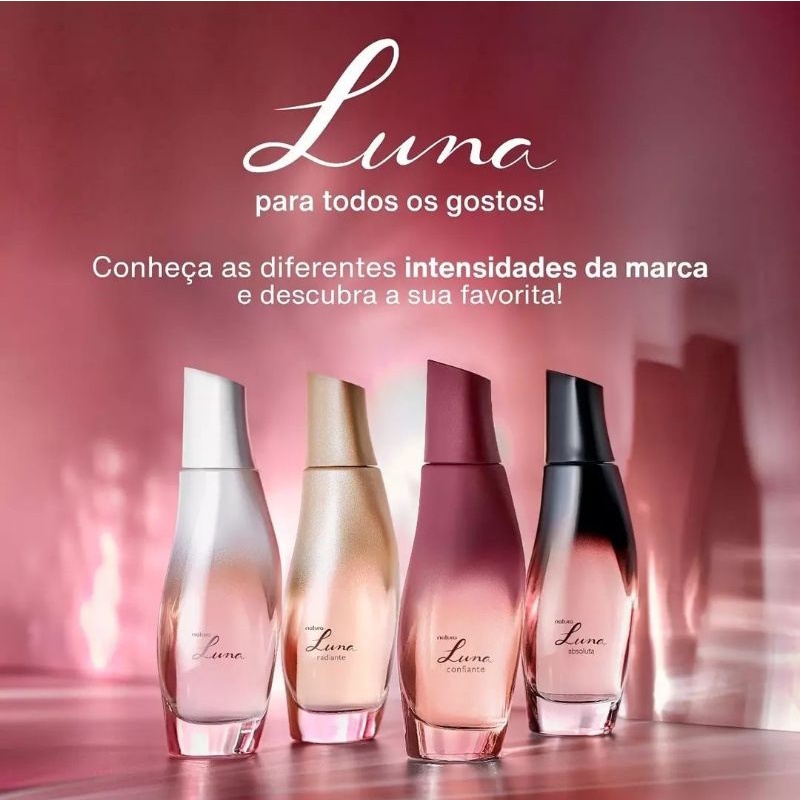 Luna
para todos os gostos!
Conheça as diferentes intensidades da marca
e descubra a sua favorita!
natura
Luna
natura
Luna
radiante
natura
Luna
confiante
natura
Luna
absoluta